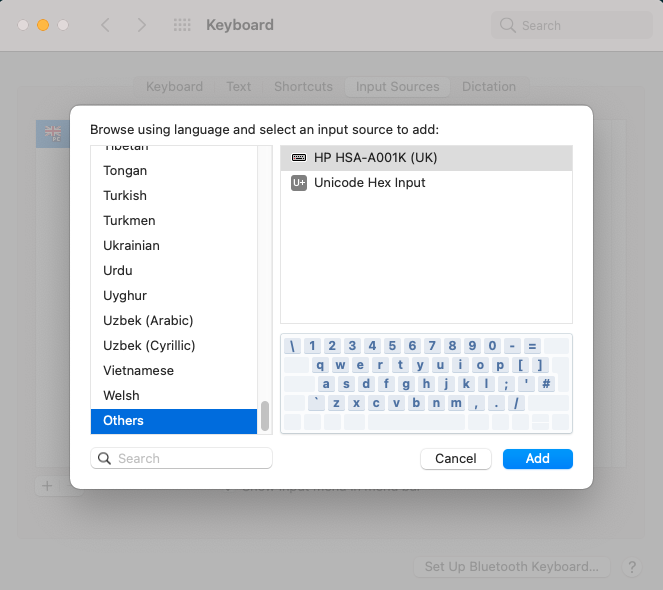 Keyboard
Search
Keyboard Text Shortcuts Input Sources Dictation
Browse using language and select an input source to add:
Tibetan
Tongan
Turkish
Turkmen
Ukrainian
Urdu
Uyghur
Uzbek (Arabic)
Uzbek (Cyrillic)
Vietnamese
Welsh
Others
Search
HP HSA-A001K (UK)
U+ Unicode Hex Input
\ 1 2 3 4 5 6 7 8 9 0 - =
q w e r t y u i o p [ ]
a s d f g h j k l ; ' #
` z x c v b n m , . /
Cancel Add
+
Show Input menu in menu bar
Set Up Bluetooth Keyboard... ?